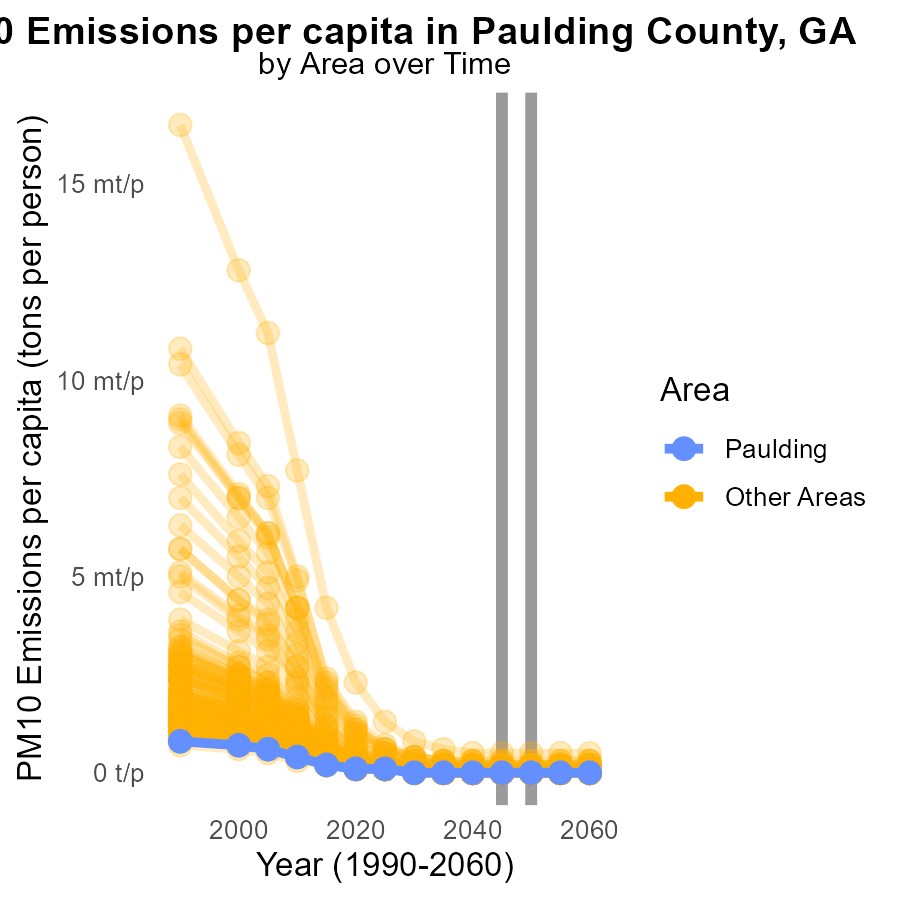 0 Emissions per capita in Paulding County, GA
by Area over Time
PM10 Emissions per capita (tons per person)
15 mt/p
10 mt/p
5 mt/p
0 t/p
2000
2020
2040
2060
Year (1990-2060)
Area
Paulding
Other Areas